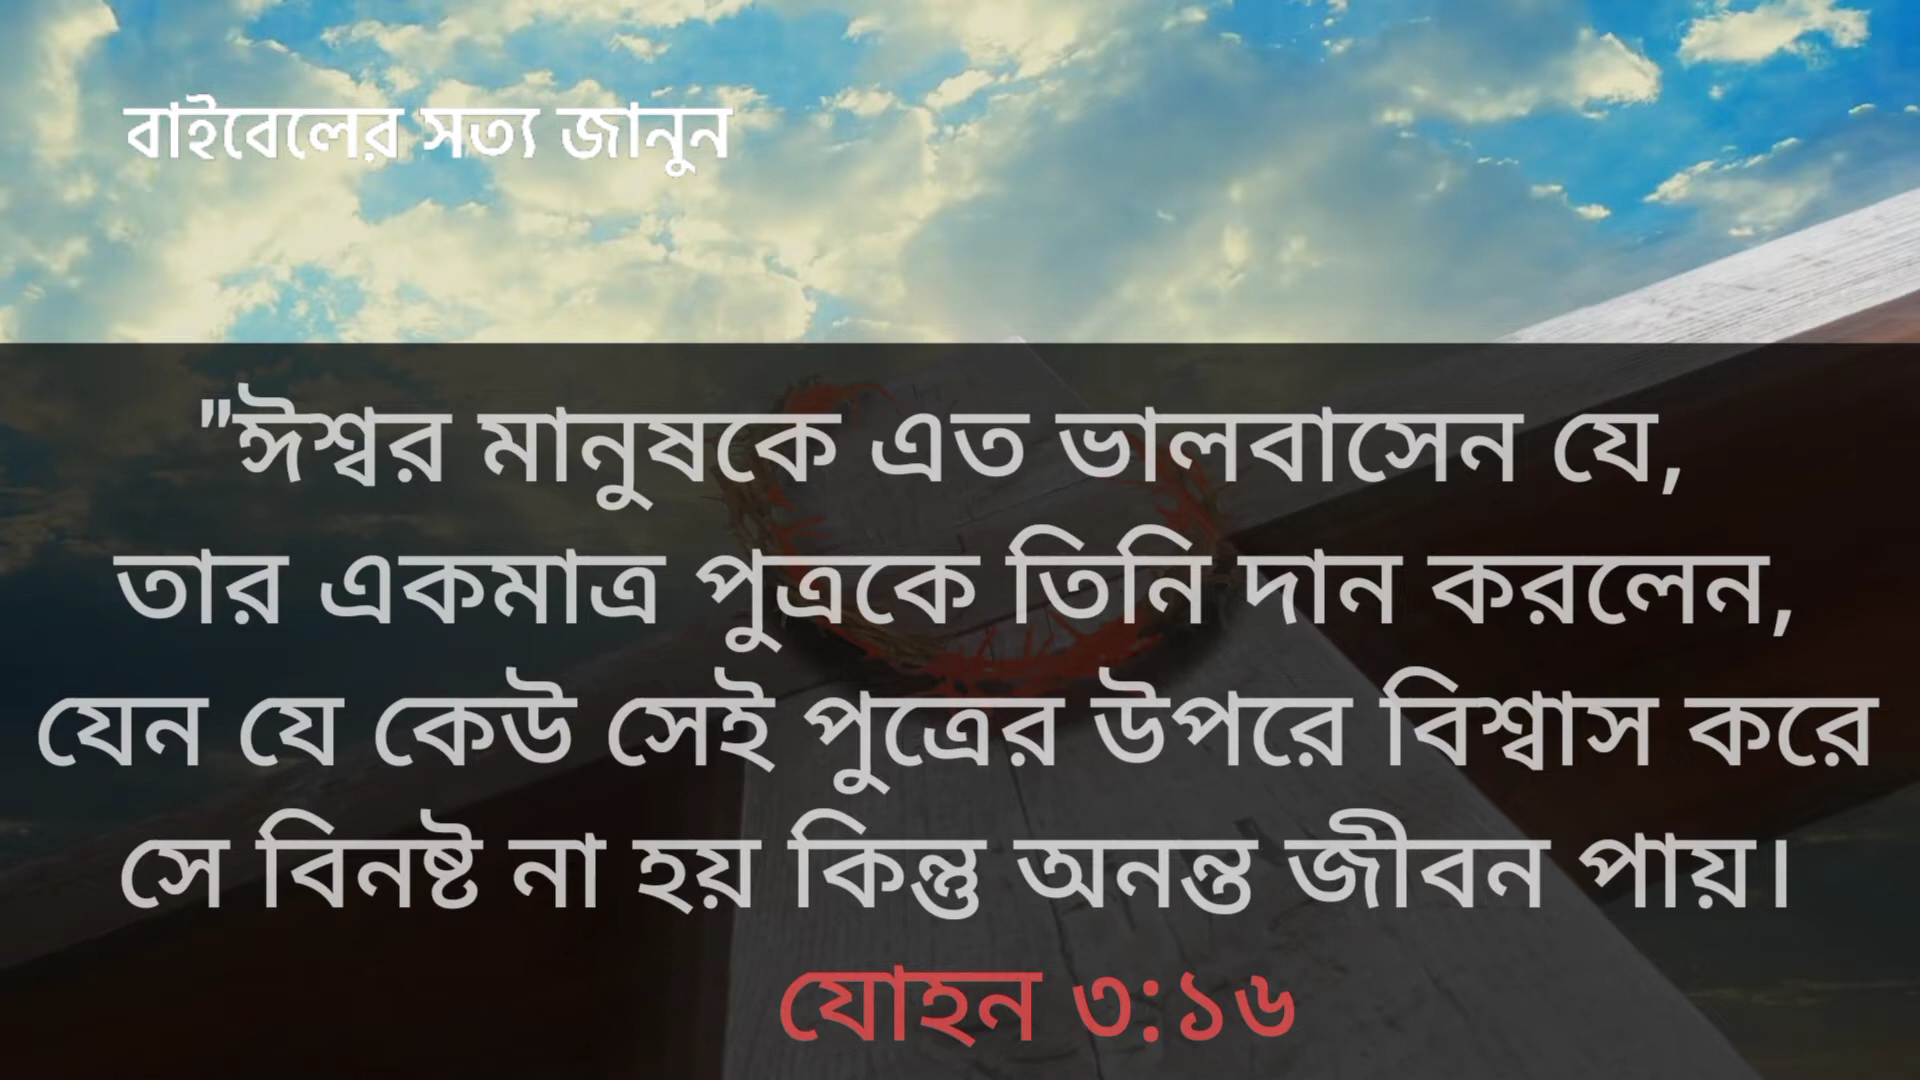 বাইবেলের সত্য জানুন
"ঈশ্বর মানুষকে এত ভালবাসেন যে,
তার একমাত্র পুত্রকে তিনি দান করলেন,
যেন যে কেউ সেই পুত্রের উপরে বিশ্বাস করে
সে বিনষ্ট না হয় কিন্তু অনন্ত জীবন পায়।
যোহন ৩:১৬